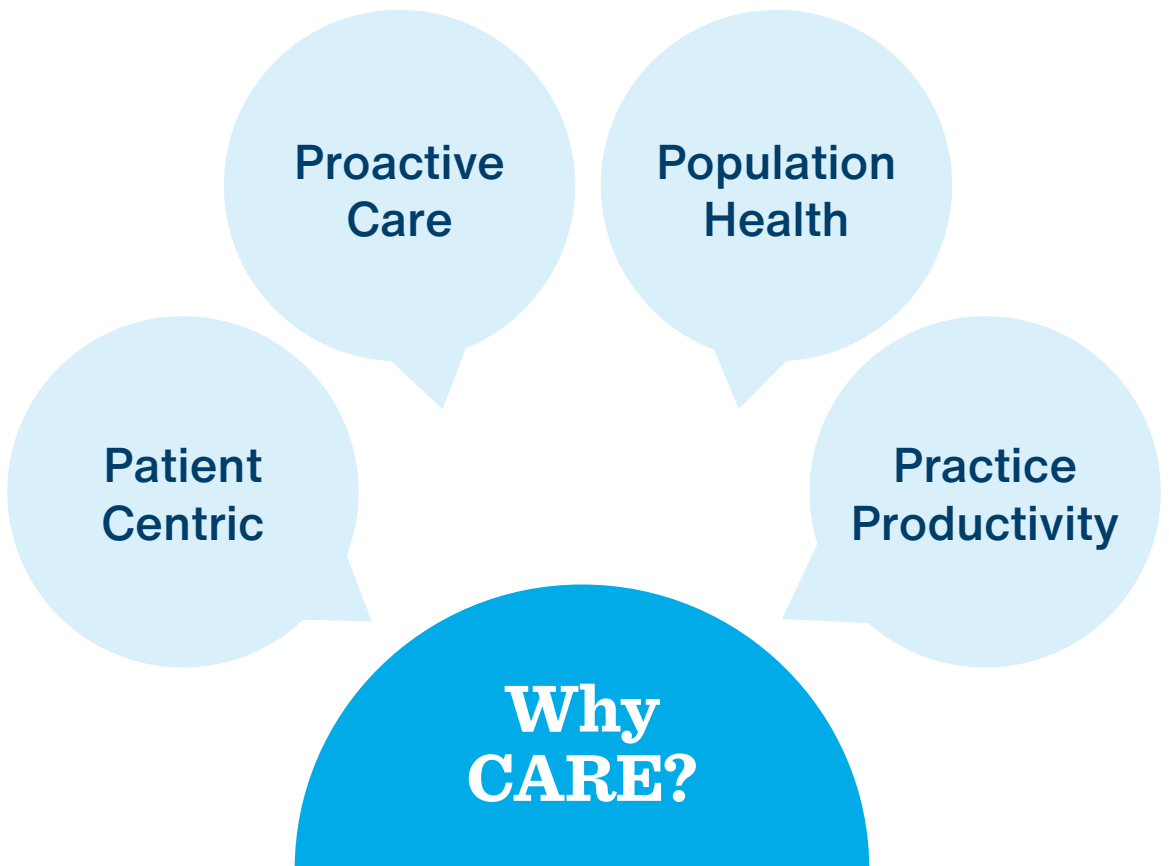 Proactive
Care
Population
Health
Patient
Centric
Practice
Productivity
Why
CARE?